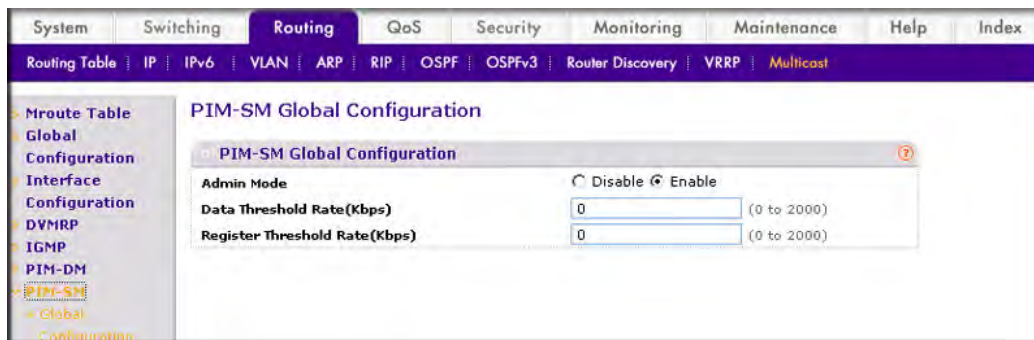 System Switching Routing QoS Security Monitoring Maintenance Help Index
Routing Table IP IPv6 VLAN ARP RIP OSPF OSPFv3 Router Discovery VRRP Multicast
Mroute Table
Global
Configuration
Interface
Configuration
DVMRP
IGMP
PIM-DM
PIM-SM
Global
Configuration
PIM-SM Global Configuration
PIM-SM Global Configuration ?
Admin Mode Disable Enable
Data Threshold Rate(Kbps) 0 (0 to 2000)
Register Threshold Rate(Kbps) 0 (0 to 2000)